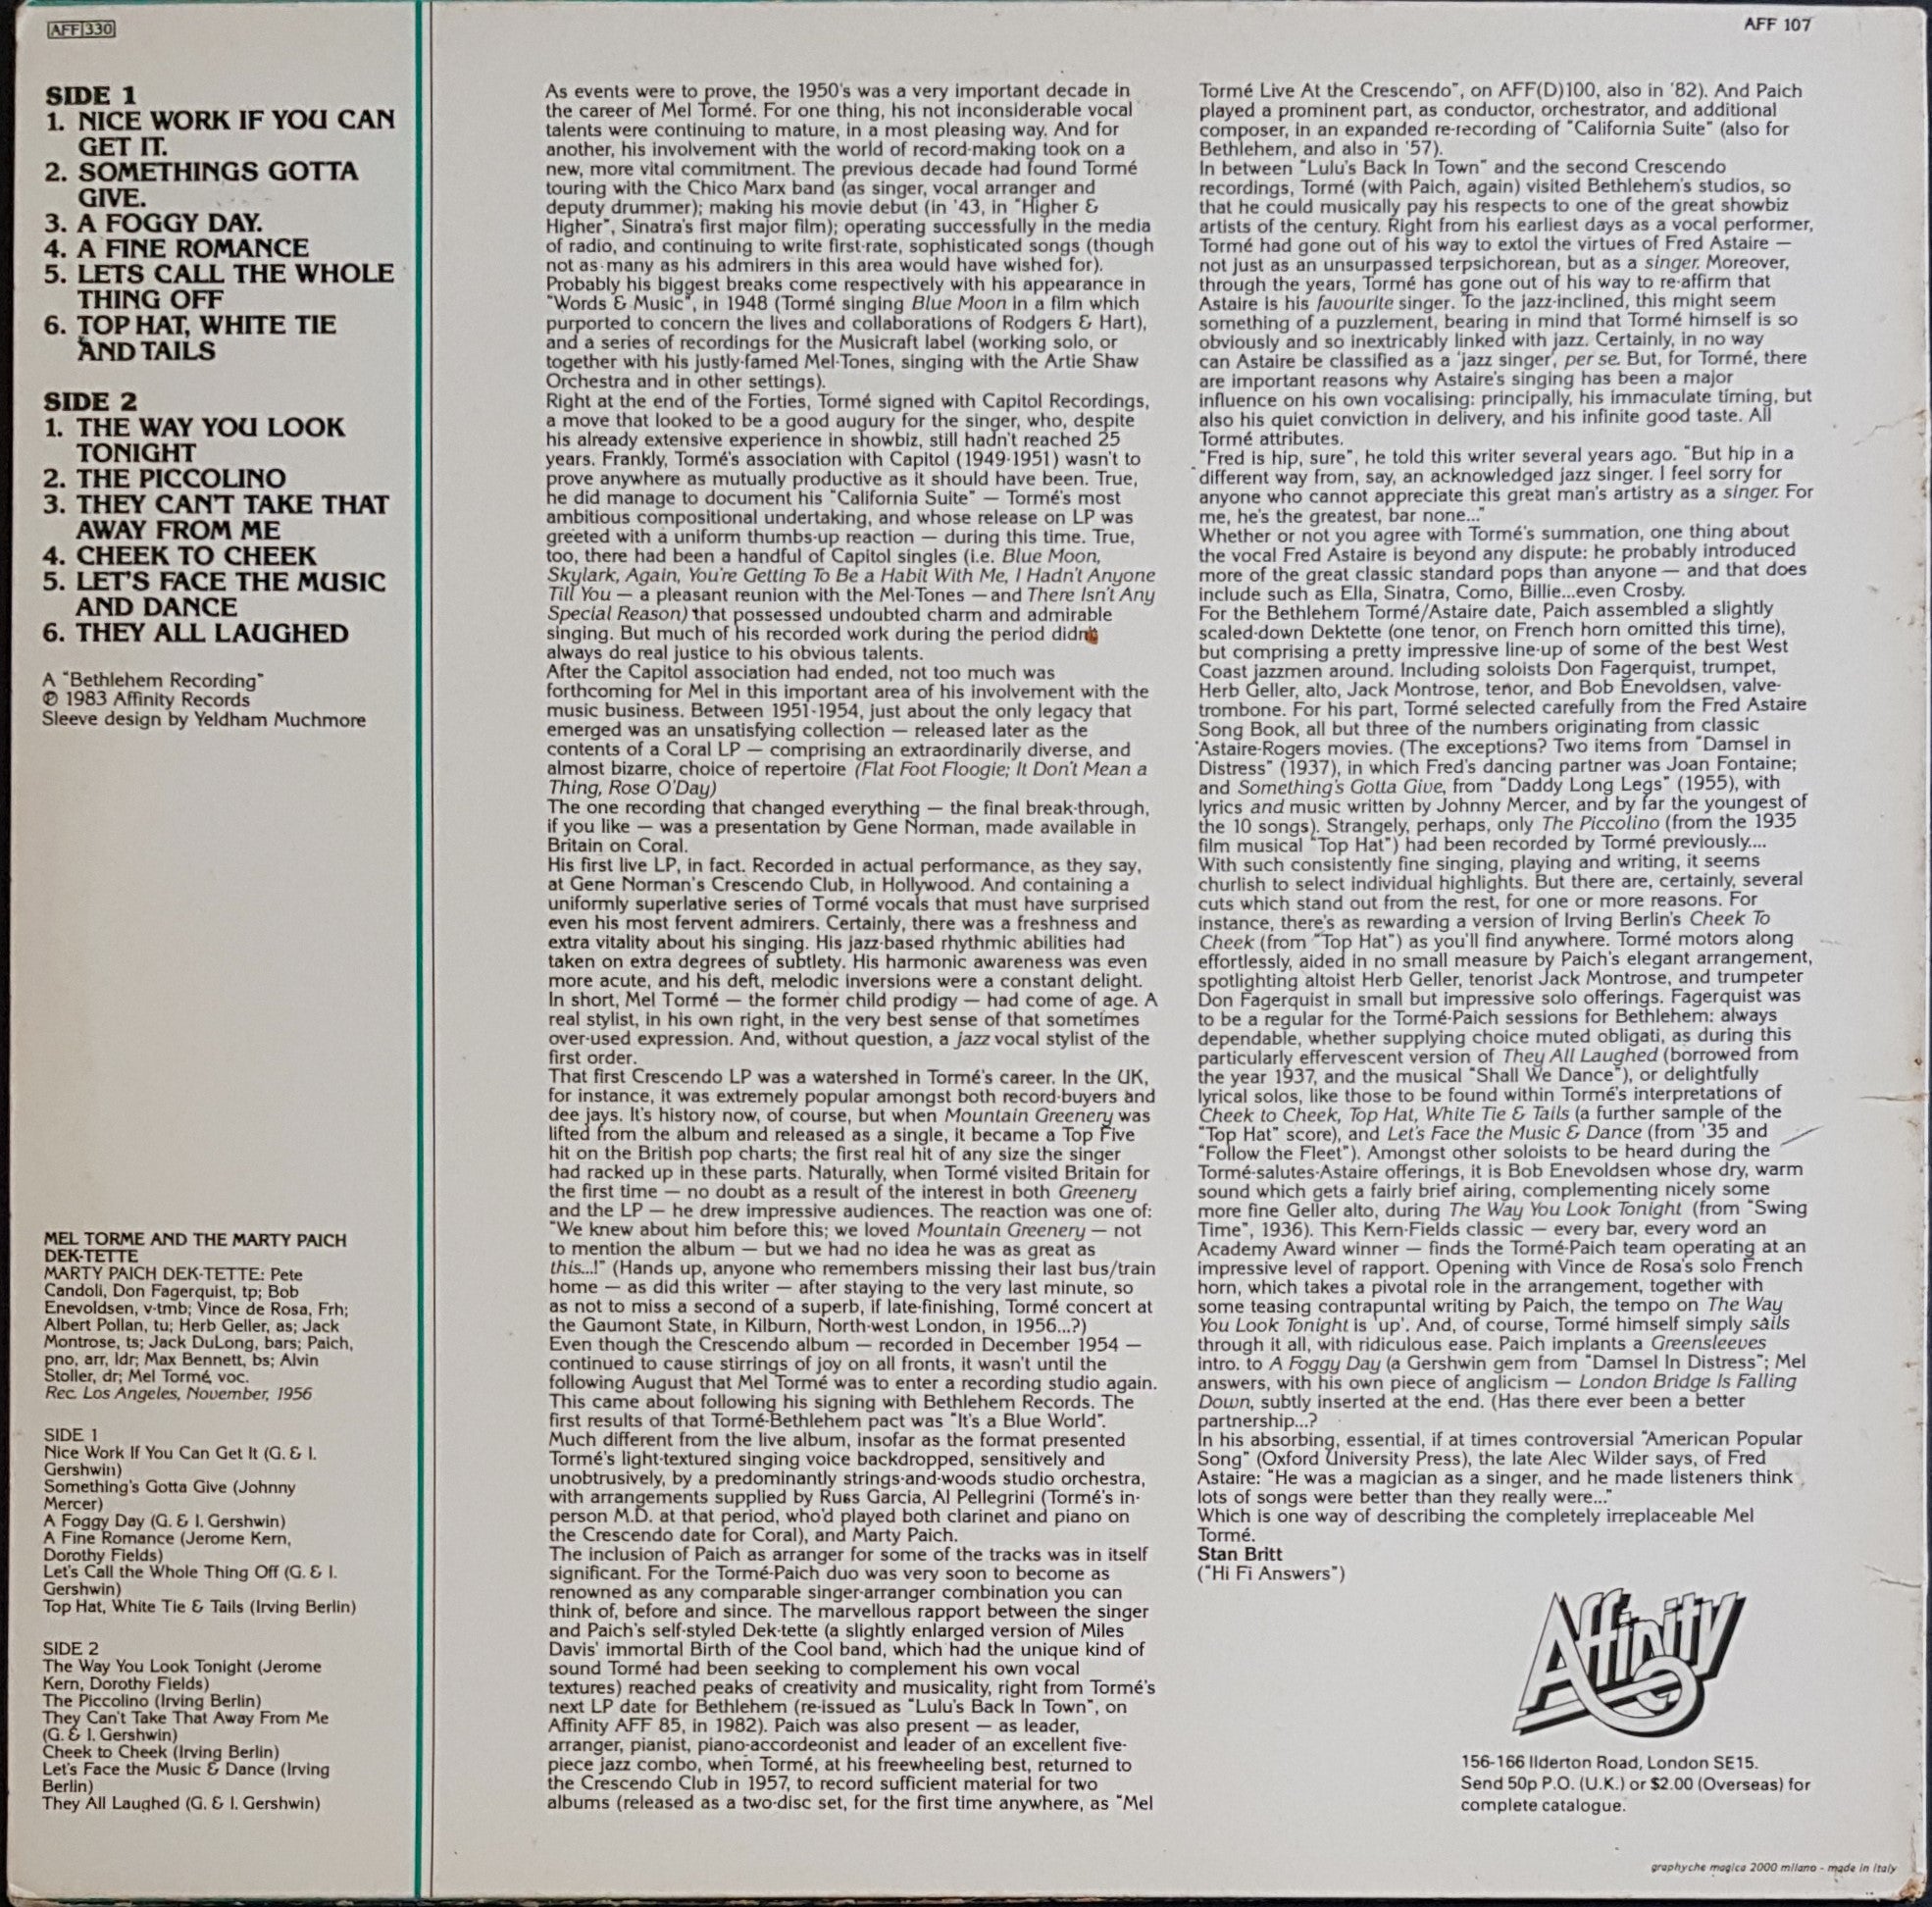 AFF 330
AFF 107
SIDE 1
1. NICE WORK IF YOU CAN
GET IT.
2. SOMETHINGS GOTTA
GIVE.
3. A FOGGY DAY.
4. A FINE ROMANCE
5. LETS CALL THE WHOLE
THING OFF
6. TOP HAT, WHITE TIE
AND TAILS
SIDE 2
1. THE WAY YOU LOOK
TONIGHT
2. THE PICCOLINO
3. THEY CAN'T TAKE THAT
AWAY FROM ME
4. CHEEK TO CHEEK
5. LET'S FACE THE MUSIC
AND DANCE
6. THEY ALL LAUGHED
A "Bethlehem Recording"
℗ 1983 Affinity Records
Sleeve design by Yeldham Muchmore
MEL TORME AND THE MARTY PAICH
DEK-TETTE
MARTY PAICH DEK-TETTE: Pete
Candoli, Don Fagerquist, tp; Bob
Enevoldsen, v-tmb; Vince de Rosa, Frh;
Albert Pollan, tu; Herb Geller, as; Jack
Montrose, ts; Jack DuLong, bars; Paich,
pno, arr, ldr; Max Bennett, bs; Alvin
Stoller, dr; Mel Tormé, voc.
Rec. Los Angeles, November, 1956
SIDE 1
Nice Work If You Can Get It (G. & I.
Gershwin)
Something's Gotta Give (Johnny
Mercer)
A Foggy Day (G. & I. Gershwin)
A Fine Romance (Jerome Kern,
Dorothy Fields)
Let's Call the Whole Thing Off (G. & I.
Gershwin)
Top Hat, White Tie & Tails (Irving Berlin)
SIDE 2
The Way You Look Tonight (Jerome
Kern, Dorothy Fields)
The Piccolino (Irving Berlin)
They Can't Take That Away From Me
(G. & I. Gershwin)
Cheek to Cheek (Irving Berlin)
Let's Face the Music & Dance (Irving
Berlin)
They All Laughed (G. & I. Gershwin)
As events were to prove, the 1950's was a very important decade in
the career of Mel Tormé. For one thing, his not inconsiderable vocal
talents were continuing to mature, in a most pleasing way. And for
another, his involvement with the world of record-making took on a
new, more vital commitment. The previous decade had found Tormé
touring with the Chico Marx band (as singer, vocal arranger and
deputy drummer); making his movie debut (in '43, in "Higher &
Higher", Sinatra's first major film); operating successfully in the media
of radio, and continuing to write first-rate, sophisticated songs (though
not as many as his admirers in this area would have wished for).
Probably his biggest breaks come respectively with his appearance in
"Words & Music", in 1948 (Tormé singing Blue Moon in a film which
purported to concern the lives and collaborations of Rodgers & Hart),
and a series of recordings for the Musicraft label (working solo, or
together with his justly-famed Mel-Tones, singing with the Artie Shaw
Orchestra and in other settings).
Right at the end of the Forties, Tormé signed with Capitol Recordings,
a move that looked to be a good augury for the singer, who, despite
his already extensive experience in showbiz, still hadn't reached 25
years. Frankly, Tormé's association with Capitol (1949-1951) wasn't to
prove anywhere as mutually productive as it should have been. True,
he did manage to document his "California Suite" — Tormé's most
ambitious compositional undertaking, and whose release on LP was
greeted with a uniform thumbs-up reaction — during this time. True,
too, there had been a handful of Capitol singles (i.e. Blue Moon,
Skylark, Again, You're Getting To Be a Habit With Me, I Hadn't Anyone
Till You — a pleasant reunion with the Mel-Tones — and There Isn't Any
Special Reason) that possessed undoubted charm and admirable
singing. But much of his recorded work during the period didn't
always do real justice to his obvious talents.
After the Capitol association had ended, not too much was
forthcoming for Mel in this important area of his involvement with the
music business. Between 1951-1954, just about the only legacy that
emerged was an unsatisfying collection — released later as the
contents of a Coral LP — comprising an extraordinarily diverse, and
almost bizarre, choice of repertoire (Flat Foot Floogie; It Don't Mean a
Thing, Rose O'Day)
The one recording that changed everything — the final break-through,
if you like — was a presentation by Gene Norman, made available in
Britain on Coral.
His first live LP, in fact. Recorded in actual performance, as they say,
at Gene Norman's Crescendo Club, in Hollywood. And containing a
uniformly superlative series of Tormé vocals that must have surprised
even his most fervent admirers. Certainly, there was a freshness and
extra vitality about his singing. His jazz-based rhythmic abilities had
taken on extra degrees of subtlety. His harmonic awareness was even
more acute, and his deft, melodic inversions were a constant delight.
In short, Mel Tormé — the former child prodigy — had come of age. A
real stylist, in his own right, in the very best sense of that sometimes
over-used expression. And, without question, a jazz vocal stylist of the
first order.
That first Crescendo LP was a watershed in Tormé's career. In the UK,
for instance, it was extremely popular amongst both record-buyers and
dee jays. It's history now, of course, but when Mountain Greenery was
lifted from the album and released as a single, it became a Top Five
hit on the British pop charts; the first real hit of any size the singer
had racked up in these parts. Naturally, when Tormé visited Britain for
the first time — no doubt as a result of the interest in both Greenery
and the LP — he drew impressive audiences. The reaction was one of:
"We knew about him before this; we loved Mountain Greenery — not
to mention the album — but we had no idea he was as great as
this...!" (Hands up, anyone who remembers missing their last bus/train
home — as did this writer — after staying to the very last minute, so
as not to miss a second of a superb, if late-finishing, Tormé concert at
the Gaumont State, in Kilburn, North-west London, in 1956...?)
Even though the Crescendo album — recorded in December 1954 —
continued to cause stirrings of joy on all fronts, it wasn't until the
following August that Mel Tormé was to enter a recording studio again.
This came about following his signing with Bethlehem Records. The
first results of that Tormé-Bethlehem pact was "It's a Blue World".
Much different from the live album, insofar as the format presented
Tormé's light-textured singing voice backdropped, sensitively and
unobtrusively, by a predominantly strings-and-woods studio orchestra,
with arrangements supplied by Russ Garcia, Al Pellegrini (Tormé's in-
person M.D. at that period, who'd played both clarinet and piano on
the Crescendo date for Coral), and Marty Paich.
The inclusion of Paich as arranger for some of the tracks was in itself
significant. For the Tormé-Paich duo was very soon to become as
renowned as any comparable singer-arranger combination you can
think of, before and since. The marvellous rapport between the singer
and Paich's self-styled Dek-tette (a slightly enlarged version of Miles
Davis' immortal Birth of the Cool band, which had the unique kind of
sound Tormé had been seeking to complement his own vocal
textures) reached peaks of creativity and musicality, right from Tormé's
next LP date for Bethlehem (re-issued as "Lulu's Back In Town", on
Affinity AFF 85, in 1982). Paich was also present — as leader,
arranger, pianist, piano-accordeonist and leader of an excellent five-
piece jazz combo, when Tormé, at his freewheeling best, returned to
the Crescendo Club in 1957, to record sufficient material for two
albums (released as a two-disc set, for the first time anywhere, as "Mel
Tormé Live At the Crescendo", on AFF(D)100, also in '82). And Paich
played a prominent part, as conductor, orchestrator, and additional
composer, in an expanded re-recording of "California Suite" (also for
Bethlehem, and also in '57).
In between "Lulu's Back In Town" and the second Crescendo
recordings, Tormé (with Paich, again) visited Bethlehem's studios, so
that he could musically pay his respects to one of the great showbiz
artists of the century. Right from his earliest days as a vocal performer,
Tormé had gone out of his way to extol the virtues of Fred Astaire —
not just as an unsurpassed terpsichorean, but as a singer. Moreover,
through the years, Tormé has gone out of his way to re-affirm that
Astaire is his favourite singer. To the jazz-inclined, this might seem
something of a puzzlement, bearing in mind that Tormé himself is so
obviously and so inextricably linked with jazz. Certainly, in no way
can Astaire be classified as a 'jazz singer', per se. But, for Tormé, there
are important reasons why Astaire's singing has been a major
influence on his own vocalising: principally, his immaculate timing, but
also his quiet conviction in delivery, and his infinite good taste. All
Tormé attributes.
"Fred is hip, sure", he told this writer several years ago. "But hip in a
different way from, say, an acknowledged jazz singer. I feel sorry for
anyone who cannot appreciate this great man's artistry as a singer. For
me, he's the greatest, bar none..."
Whether or not you agree with Tormé's summation, one thing about
the vocal Fred Astaire is beyond any dispute: he probably introduced
more of the great classic standard pops than anyone — and that does
include such as Ella, Sinatra, Como, Billie...even Crosby.
For the Bethlehem Tormé/Astaire date, Paich assembled a slightly
scaled-down Dektette (one tenor, on French horn omitted this time),
but comprising a pretty impressive line-up of some of the best West
Coast jazzmen around. Including soloists Don Fagerquist, trumpet,
Herb Geller, alto, Jack Montrose, tenor, and Bob Enevoldsen, valve-
trombone. For his part, Tormé selected carefully from the Fred Astaire
Song Book, all but three of the numbers originating from classic
Astaire-Rogers movies. (The exceptions? Two items from "Damsel in
Distress" (1937), in which Fred's dancing partner was Joan Fontaine;
and Something's Gotta Give, from "Daddy Long Legs" (1955), with
lyrics and music written by Johnny Mercer, and by far the youngest of
the 10 songs). Strangely, perhaps, only The Piccolino (from the 1935
film musical "Top Hat") had been recorded by Tormé previously....
With such consistently fine singing, playing and writing, it seems
churlish to select individual highlights. But there are, certainly, several
cuts which stand out from the rest, for one or more reasons. For
instance, there's as rewarding a version of Irving Berlin's Cheek To
Cheek (from "Top Hat") as you'll find anywhere. Tormé motors along
effortlessly, aided in no small measure by Paich's elegant arrangement,
spotlighting altoist Herb Geller, tenorist Jack Montrose, and trumpeter
Don Fagerquist in small but impressive solo offerings. Fagerquist was
to be a regular for the Tormé-Paich sessions for Bethlehem: always
dependable, whether supplying choice muted obligati, as during this
particularly effervescent version of They All Laughed (borrowed from
the year 1937, and the musical "Shall We Dance"), or delightfully
lyrical solos, like those to be found within Tormé's interpretations of
Cheek to Cheek, Top Hat, White Tie & Tails (a further sample of the
"Top Hat" score), and Let's Face the Music & Dance (from '35 and
"Follow the Fleet"). Amongst other soloists to be heard during the
Tormé-salutes-Astaire offerings, it is Bob Enevoldsen whose dry, warm
sound which gets a fairly brief airing, complementing nicely some
more fine Geller alto, during The Way You Look Tonight (from "Swing
Time", 1936). This Kern-Fields classic — every bar, every word an
Academy Award winner — finds the Tormé-Paich team operating at an
impressive level of rapport. Opening with Vince de Rosa's solo French
horn, which takes a pivotal role in the arrangement, together with
some teasing contrapuntal writing by Paich, the tempo on The Way
You Look Tonight is 'up'. And, of course, Tormé himself simply sails
through it all, with ridiculous ease. Paich implants a Greensleeves
intro. to A Foggy Day (a Gershwin gem from "Damsel In Distress"; Mel
answers, with his own piece of anglicism — London Bridge Is Falling
Down, subtly inserted at the end. (Has there ever been a better
partnership...?
In his absorbing, essential, if at times controversial "American Popular
Song" (Oxford University Press), the late Alec Wilder says, of Fred
Astaire: "He was a magician as a singer, and he made listeners think
lots of songs were better than they really were..."
Which is one way of describing the completely irreplaceable Mel
Tormé.
Stan Britt
("Hi Fi Answers")
Affinity
156-166 Ilderton Road, London SE15.
Send 50p P.O. (U.K.) or $2.00 (Overseas) for
complete catalogue.
graphyche magica 2000 milano - made in italy